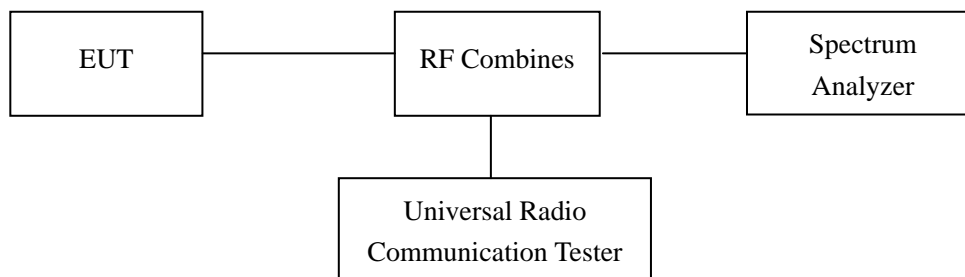 EUT
RF Combines
Spectrum
Analyzer
Universal Radio
Communication Tester